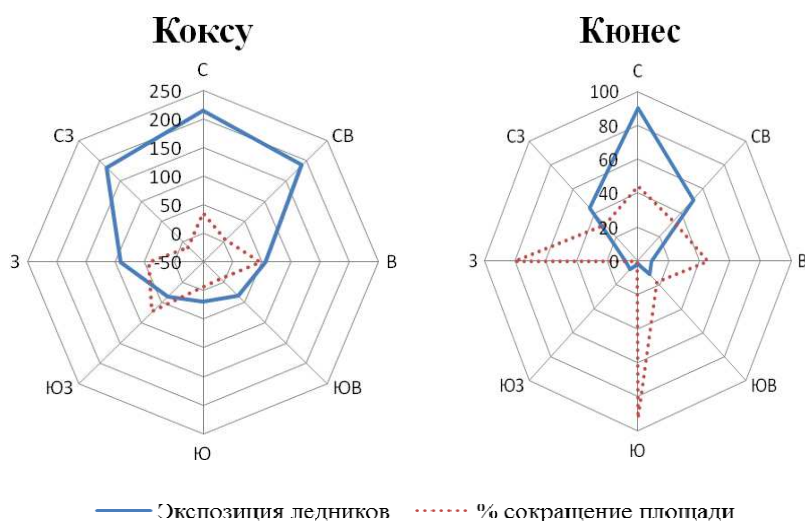 Коксу
Кюнес
С
250
200
150
100
50
0
-50
СЗ
СВ
З
В
ЮЗ
ЮВ
Ю
С
100
80
60
40
20
0
СЗ
СВ
З
В
ЮЗ
ЮВ
Ю
Экспозиция ледников
% сокращение площади